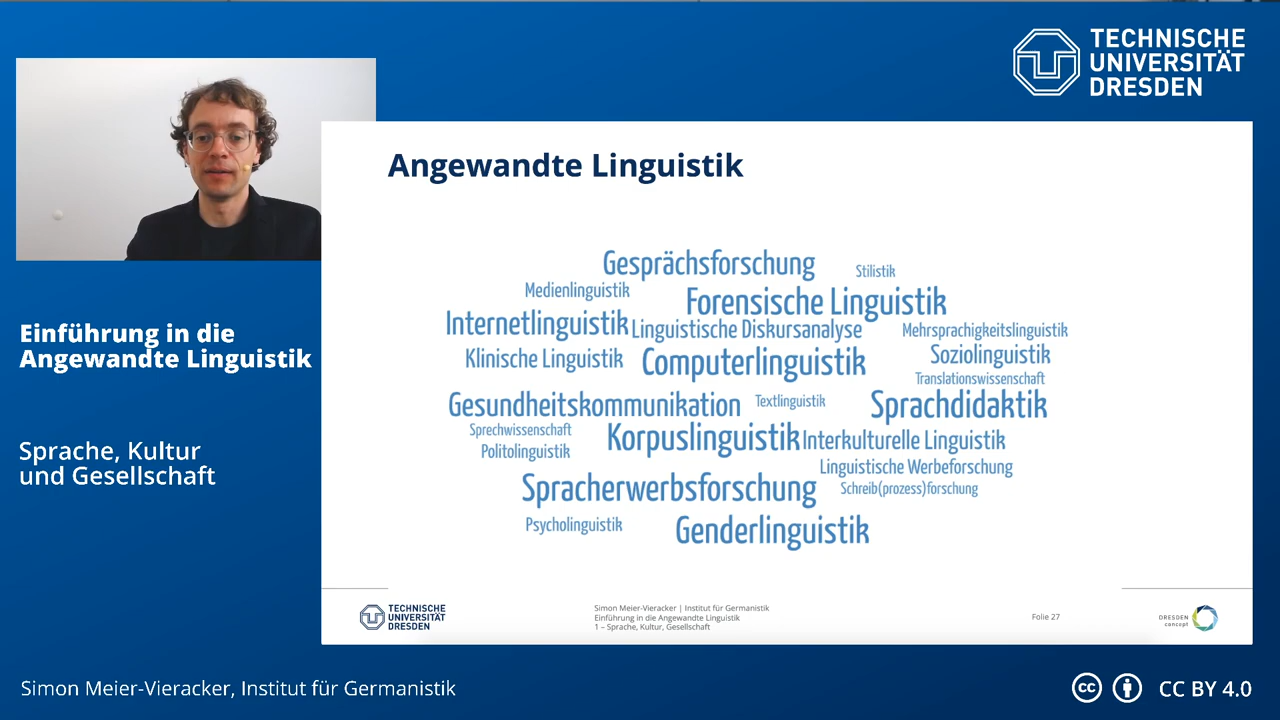 TECHNISCHE
UNIVERSITÄT
DRESDEN
Einführung in die
Angewandte Linguistik
Sprache, Kultur
und Gesellschaft
Angewandte Linguistik
Gesprächsforschung
Stilistik
Medienlinguistik
Forensische Linguistik
Internetlinguistik
Linguistische Diskursanalyse
Mehrsprachigkeitslinguistik
Klinische Linguistik
Computerlinguistik
Soziolinguistik
Translationswissenschaft
Gesundheitskommunikation
Textlinguistik
Sprachdidaktik
Sprechwissenschaft
Korpuslinguistik
Interkulturelle Linguistik
Politolinguistik
Linguistische Werbeforschung
Spracherwerbsforschung
Schreib(prozess)forschung
Psycholinguistik
Genderlinguistik
TECHNISCHE
UNIVERSITÄT
DRESDEN
Simon Meier-Vieracker | Institut für Germanistik
Einführung in die Angewandte Linguistik
1 – Sprache, Kultur, Gesellschaft
Folie 27
DRESDEN
concept
Simon Meier-Vieracker, Institut für Germanistik
cc
CC BY 4.0